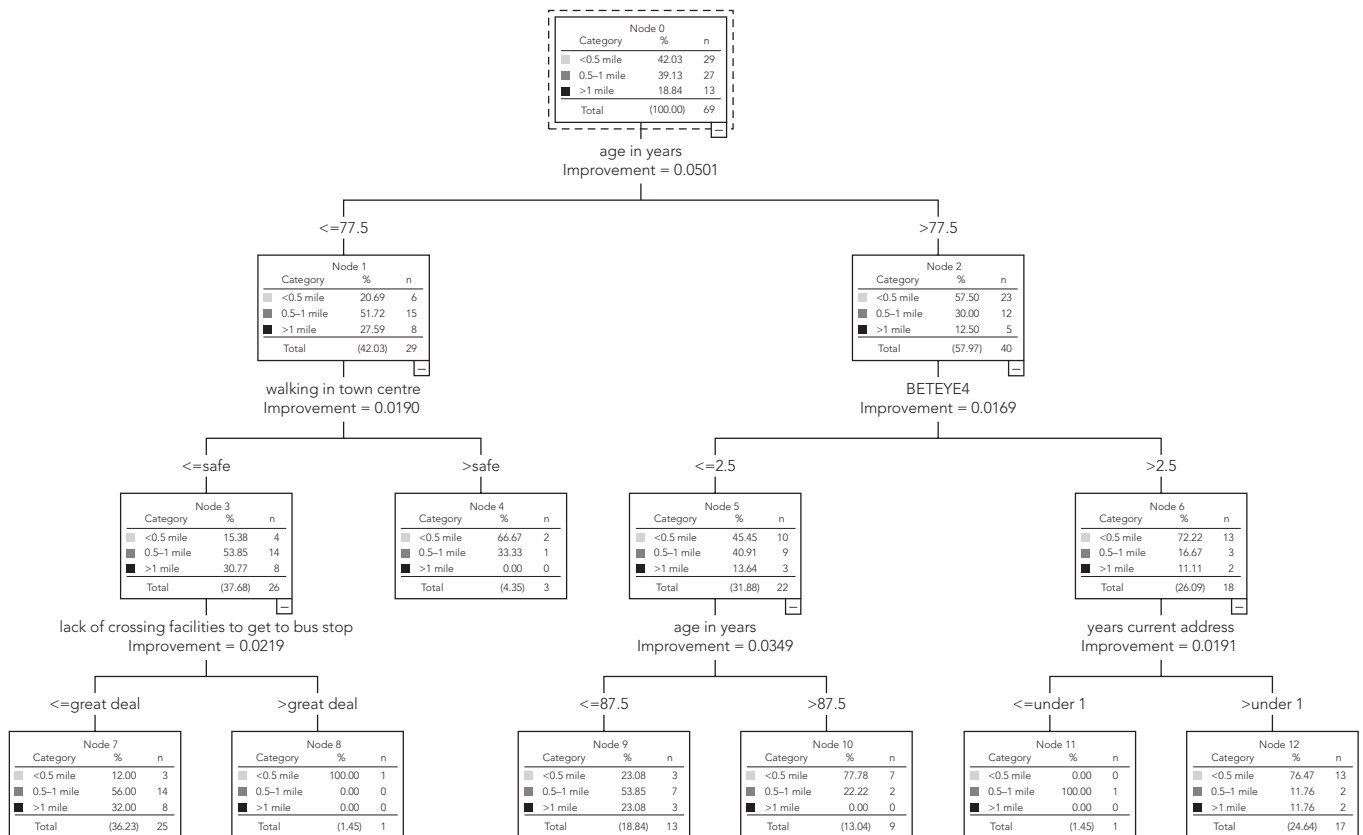 Node 0
Category % n
<0.5 mile 42.03 29
0.5–1 mile 39.13 27
>1 mile 18.84 13
Total (100.00) 69
age in years
Improvement = 0.0501
<=77.5
>77.5
Node 1
Category % n
<0.5 mile 20.69 6
0.5–1 mile 51.72 15
>1 mile 27.59 8
Total (42.03) 29
walking in town centre
Improvement = 0.0190
Node 2
Category % n
<0.5 mile 57.50 23
0.5–1 mile 30.00 12
>1 mile 12.50 5
Total (57.97) 40
BETEYE4
Improvement = 0.0169
<=safe
>safe
<=2.5
>2.5
Node 3
Category % n
<0.5 mile 15.38 4
0.5–1 mile 53.85 14
>1 mile 30.77 8
Total (37.68) 26
lack of crossing facilities to get to bus stop
Improvement = 0.0219
Node 4
Category % n
<0.5 mile 66.67 2
0.5–1 mile 33.33 1
>1 mile 0.00 0
Total (4.35) 3
Node 5
Category % n
<0.5 mile 45.45 10
0.5–1 mile 40.91 9
>1 mile 13.64 3
Total (31.88) 22
age in years
Improvement = 0.0349
Node 6
Category % n
<0.5 mile 72.22 13
0.5–1 mile 16.67 3
>1 mile 11.11 2
Total (26.09) 18
years current address
Improvement = 0.0191
<=great deal
>great deal
<=87.5
>87.5
<=under 1
>under 1
Node 7
Category % n
<0.5 mile 12.00 3
0.5–1 mile 56.00 14
>1 mile 32.00 8
Total (36.23) 25
Node 8
Category % n
<0.5 mile 100.00 1
0.5–1 mile 0.00 0
>1 mile 0.00 0
Total (1.45) 1
Node 9
Category % n
<0.5 mile 23.08 3
0.5–1 mile 53.85 7
>1 mile 23.08 3
Total (18.84) 13
Node 10
Category % n
<0.5 mile 77.78 7
0.5–1 mile 22.22 2
>1 mile 0.00 0
Total (13.04) 9
Node 11
Category % n
<0.5 mile 0.00 0
0.5–1 mile 100.00 1
>1 mile 0.00 0
Total (1.45) 1
Node 12
Category % n
<0.5 mile 76.47 13
0.5–1 mile 11.76 2
>1 mile 11.76 2
Total (24.64) 17